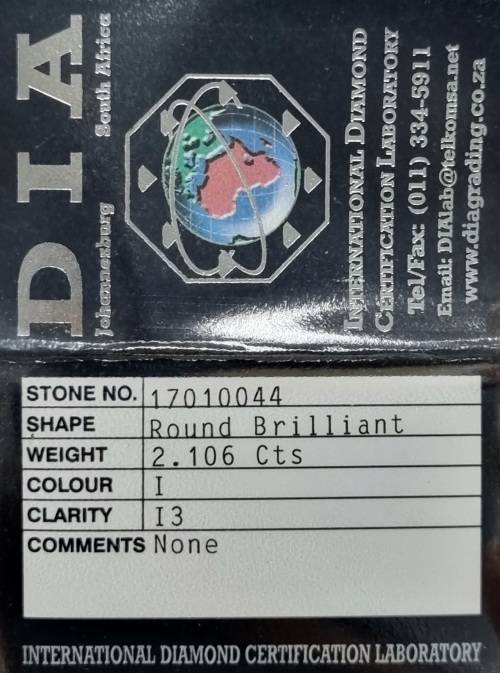 DIA
Johannesburg South Africa
INTERNATIONAL DIAMOND
CERTIFICATION LABORATORY
Tel/Fax: (011) 334-5911
Email: DIAlab@telkomsa.net
www.diagrading.co.za
STONE NO. 17010044
SHAPE Round Brilliant
WEIGHT 2.106 Cts
COLOUR I
CLARITY I3
COMMENTS None
INTERNATIONAL DIAMOND CERTIFICATION LABORATORY